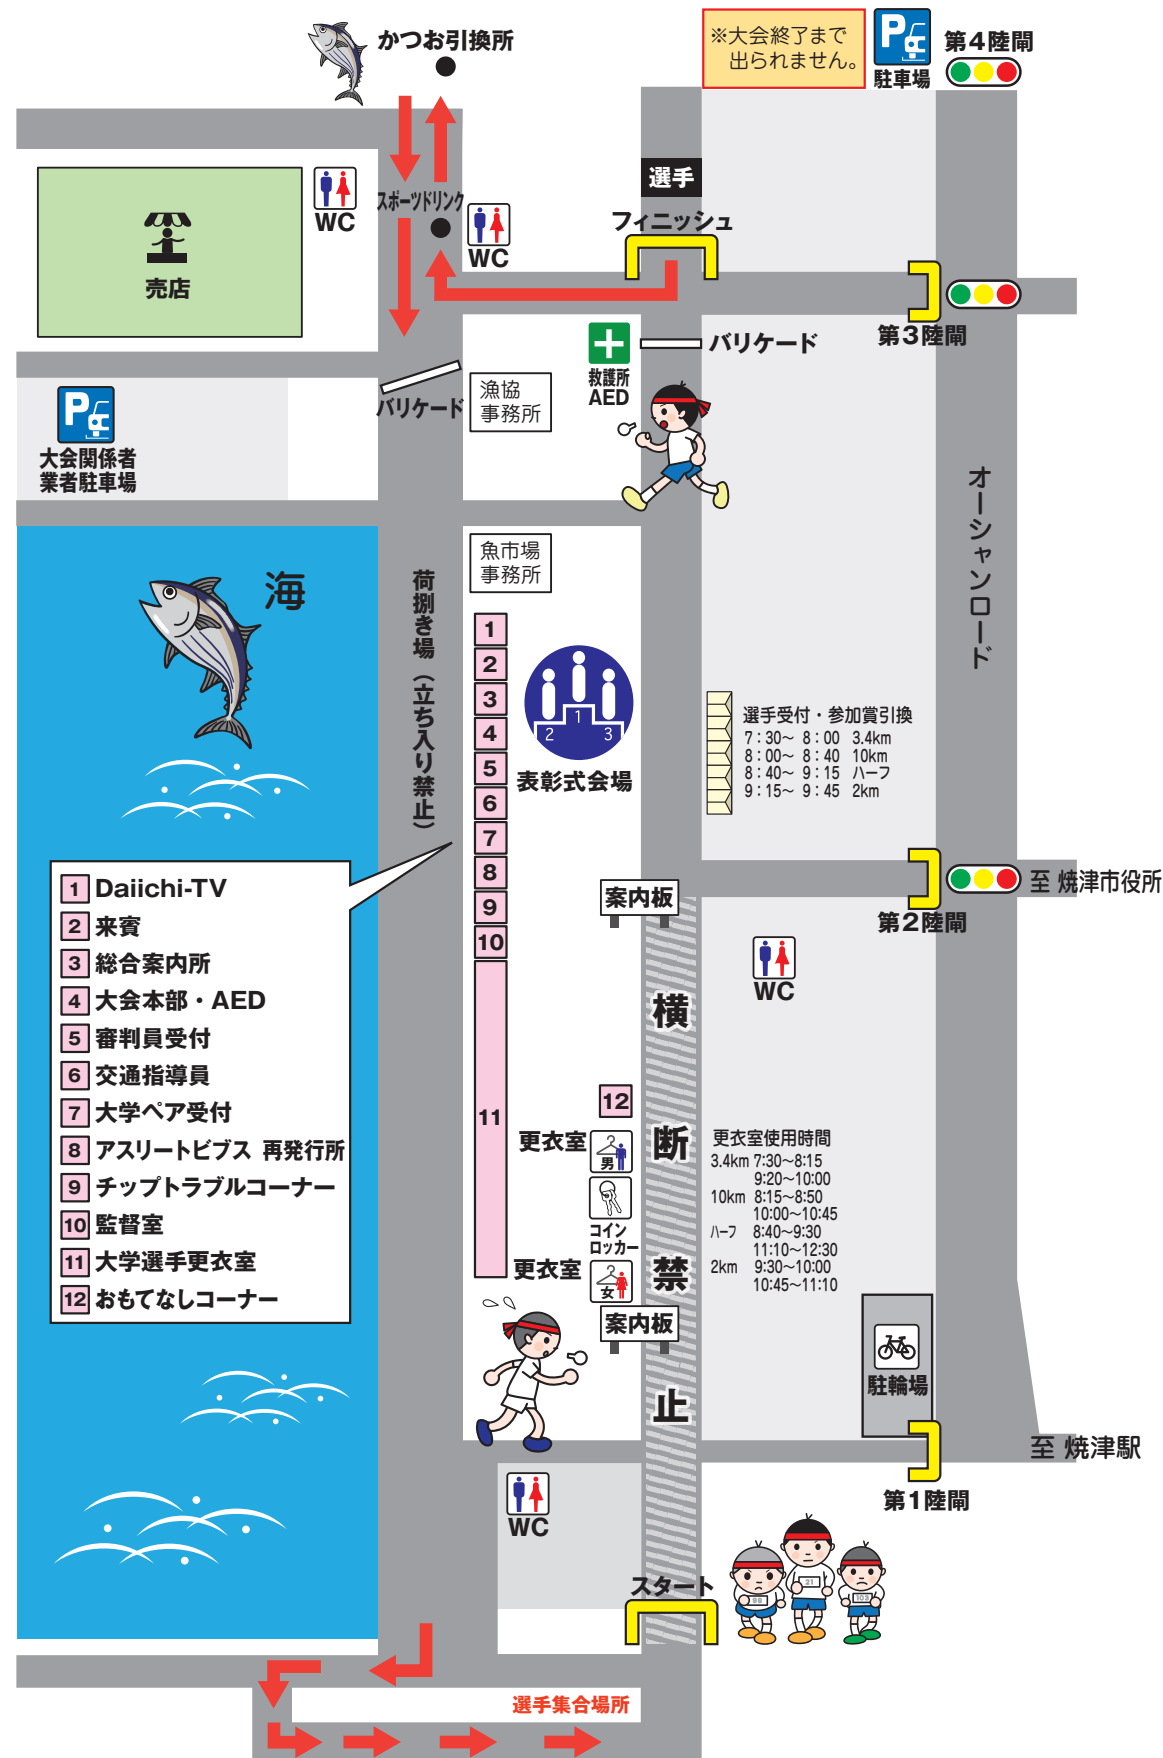 かつお引換所
※大会終了まで
出られません。
P
駐車場
第4陸閘
選手
フィニッシュ
WC
スポーツドリンク
WC
売店
第3陸閘
バリケード
救護所
AED
バリケード
漁協
事務所
P
大会関係者
業者駐車場
オーシャンロード
魚市場
事務所
海
荷捌き場（立ち入り禁止）
1
2
3
4
5
6
7
8
9
10
11
12
1
2
3
表彰式会場
選手受付・参加賞引換
7：30～ 8：00 3.4km
8：00～ 8：40 10km
8：40～ 9：15 ハーフ
9：15～ 9：45 2km
至 焼津市役所
第2陸閘
案内板
WC
1 Daiichi-TV
2 来賓
3 総合案内所
4 大会本部・AED
5 審判員受付
6 交通指導員
7 大学ペア受付
8 アスリートビブス 再発行所
9 チップトラブルコーナー
10 監督室
11 大学選手更衣室
12 おもてなしコーナー
横断禁止
更衣室
男
コイン
ロッカー
更衣室
女
案内板
更衣室使用時間
3.4km 7:30～8:15
9:20～10:00
10km 8:15～8:50
10:00～10:45
ハーフ 8:40～9:30
11:10～12:30
2km 9:30～10:00
10:45～11:10
駐輪場
至 焼津駅
第1陸閘
WC
スタート
98
21
103
選手集合場所